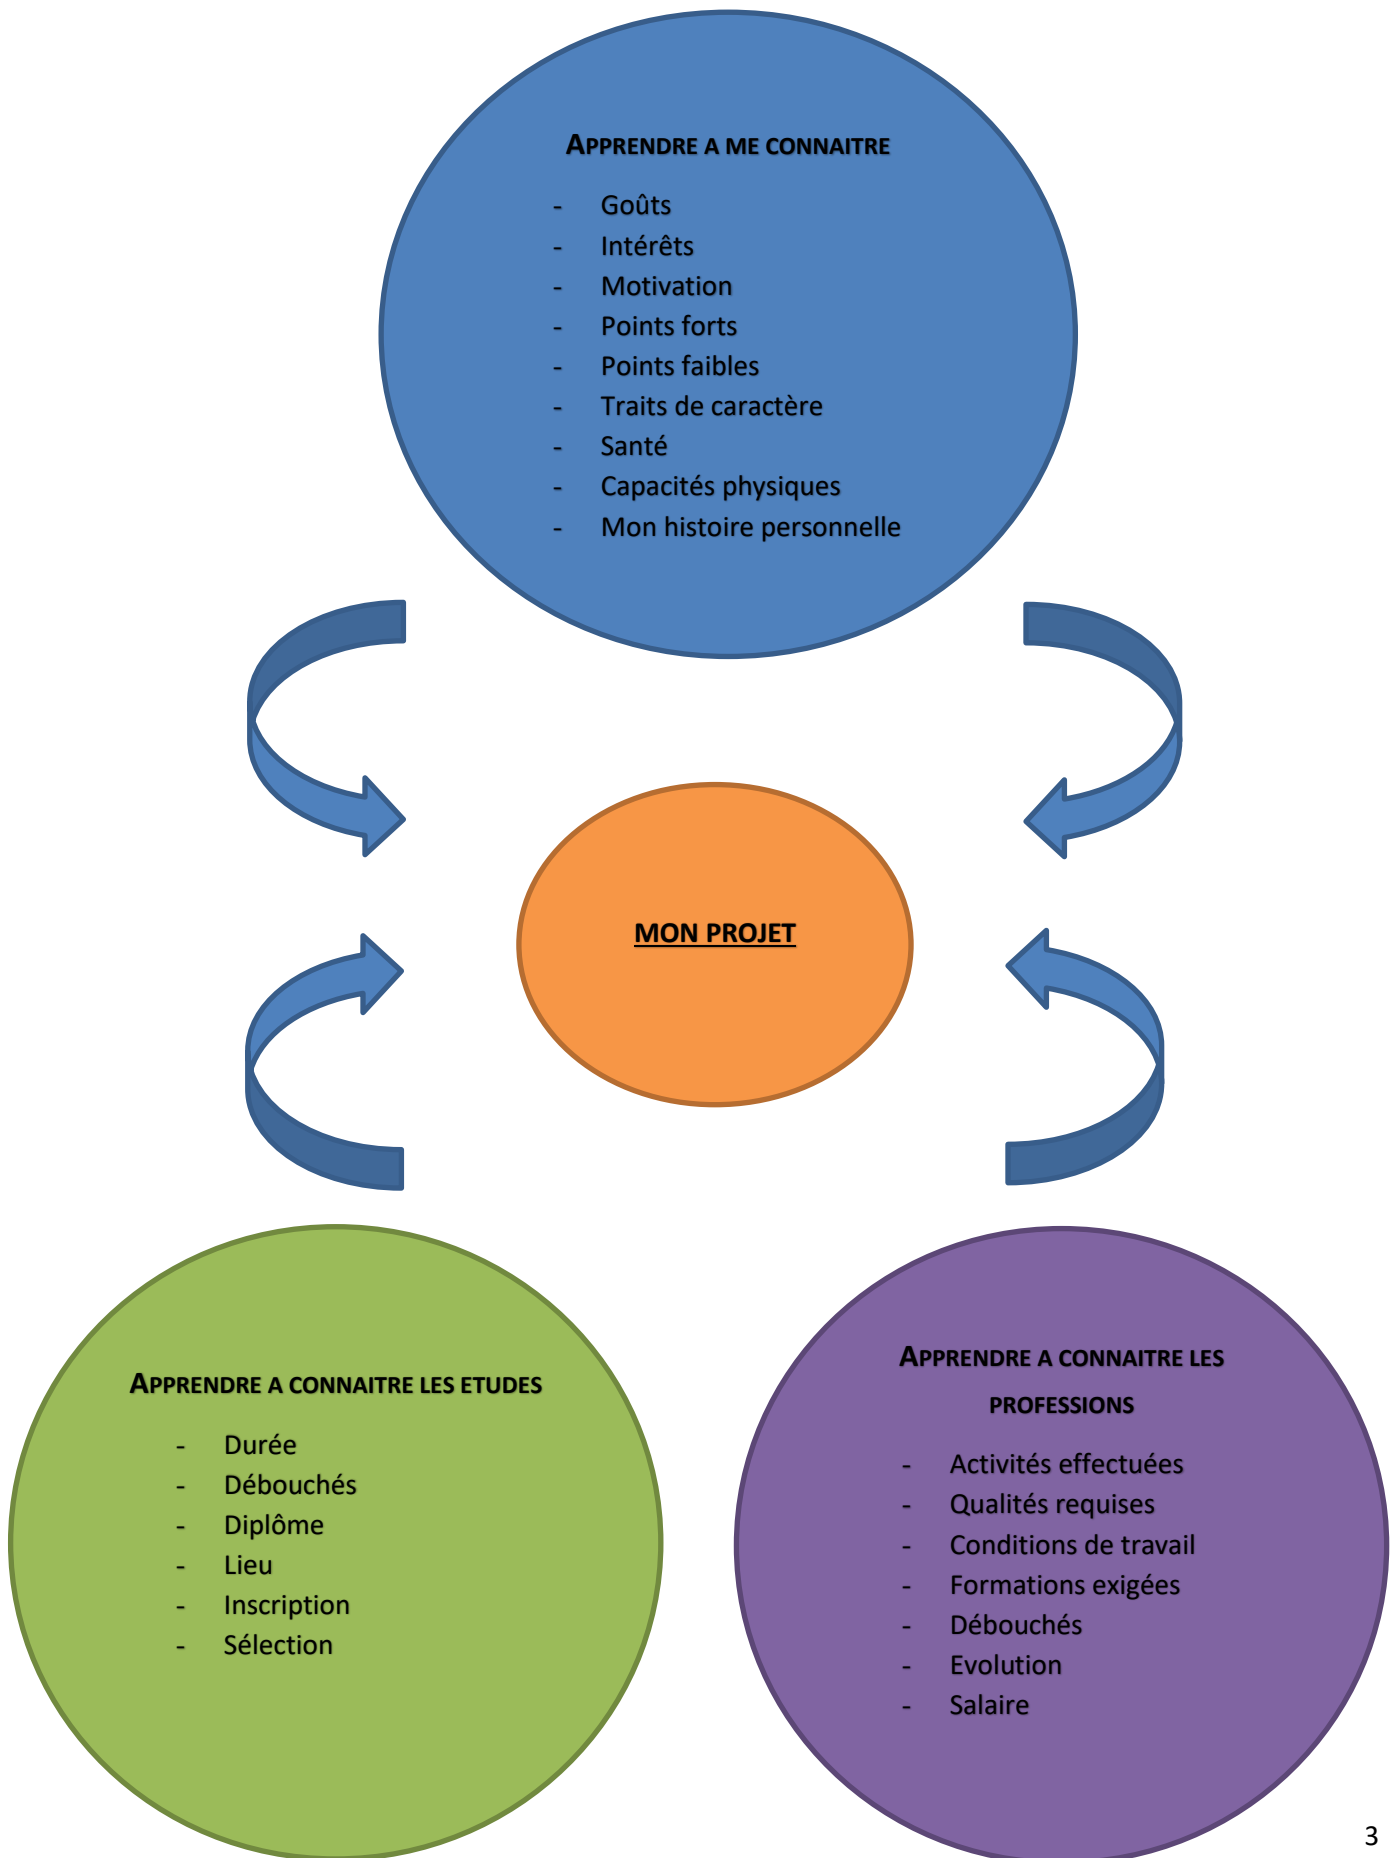 APPRENDRE A ME CONNAITRE
- Goûts
- Intérêts
- Motivation
- Points forts
- Points faibles
- Traits de caractère
- Santé
- Capacités physiques
- Mon histoire personnelle
MON PROJET
APPRENDRE A CONNAITRE LES ETUDES
- Durée
- Débouchés
- Diplôme
- Lieu
- Inscription
- Sélection
APPRENDRE A CONNAITRE LES
PROFESSIONS
- Activités effectuées
- Qualités requises
- Conditions de travail
- Formations exigées
- Débouchés
- Evolution
- Salaire
3